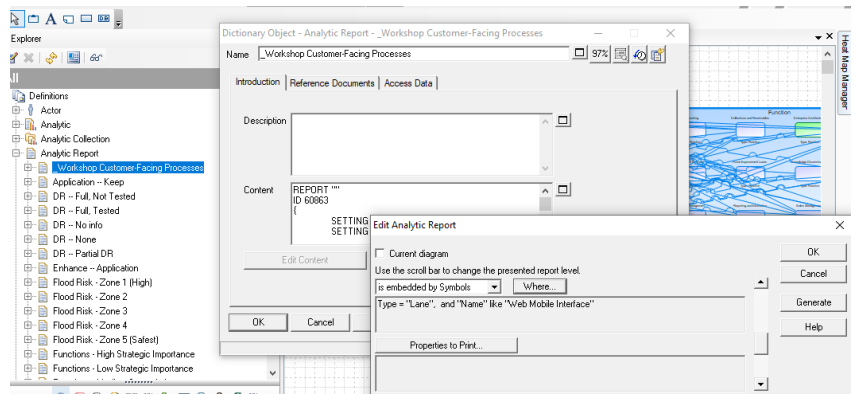 Explorer
All
Definitions
Actor
Analytic
Analytic Collection
Analytic Report
_Workshop Customer-Facing Processes
Application -- Keep
DR -- Full, Not Tested
DR -- Full, Tested
DR -- No info
DR -- None
DR -- Partial DR
Enhance -- Application
Flood Risk - Zone 1 (High)
Flood Risk - Zone 2
Flood Risk - Zone 3
Flood Risk - Zone 4
Flood Risk - Zone 5 (Safest)
Functions - High Strategic Importance
Functions - Low Strategic Importance
Dictionary Object - Analytic Report - _Workshop Customer-Facing Processes
Name _Workshop Customer-Facing Processes 97%
Introduction Reference Documents Access Data
Description
Content REPORT ""
ID 60863
{
SETTING
SETTING
Edit Content
OK Cancel
Edit Analytic Report
Current diagram
Use the scroll bar to change the presented report level.
is embedded by Symbols Where...
Type = "Lane", and "Name" like "Web Mobile Interface"
Properties to Print...
OK
Cancel
Generate
Help
Function
Heat Map Manager